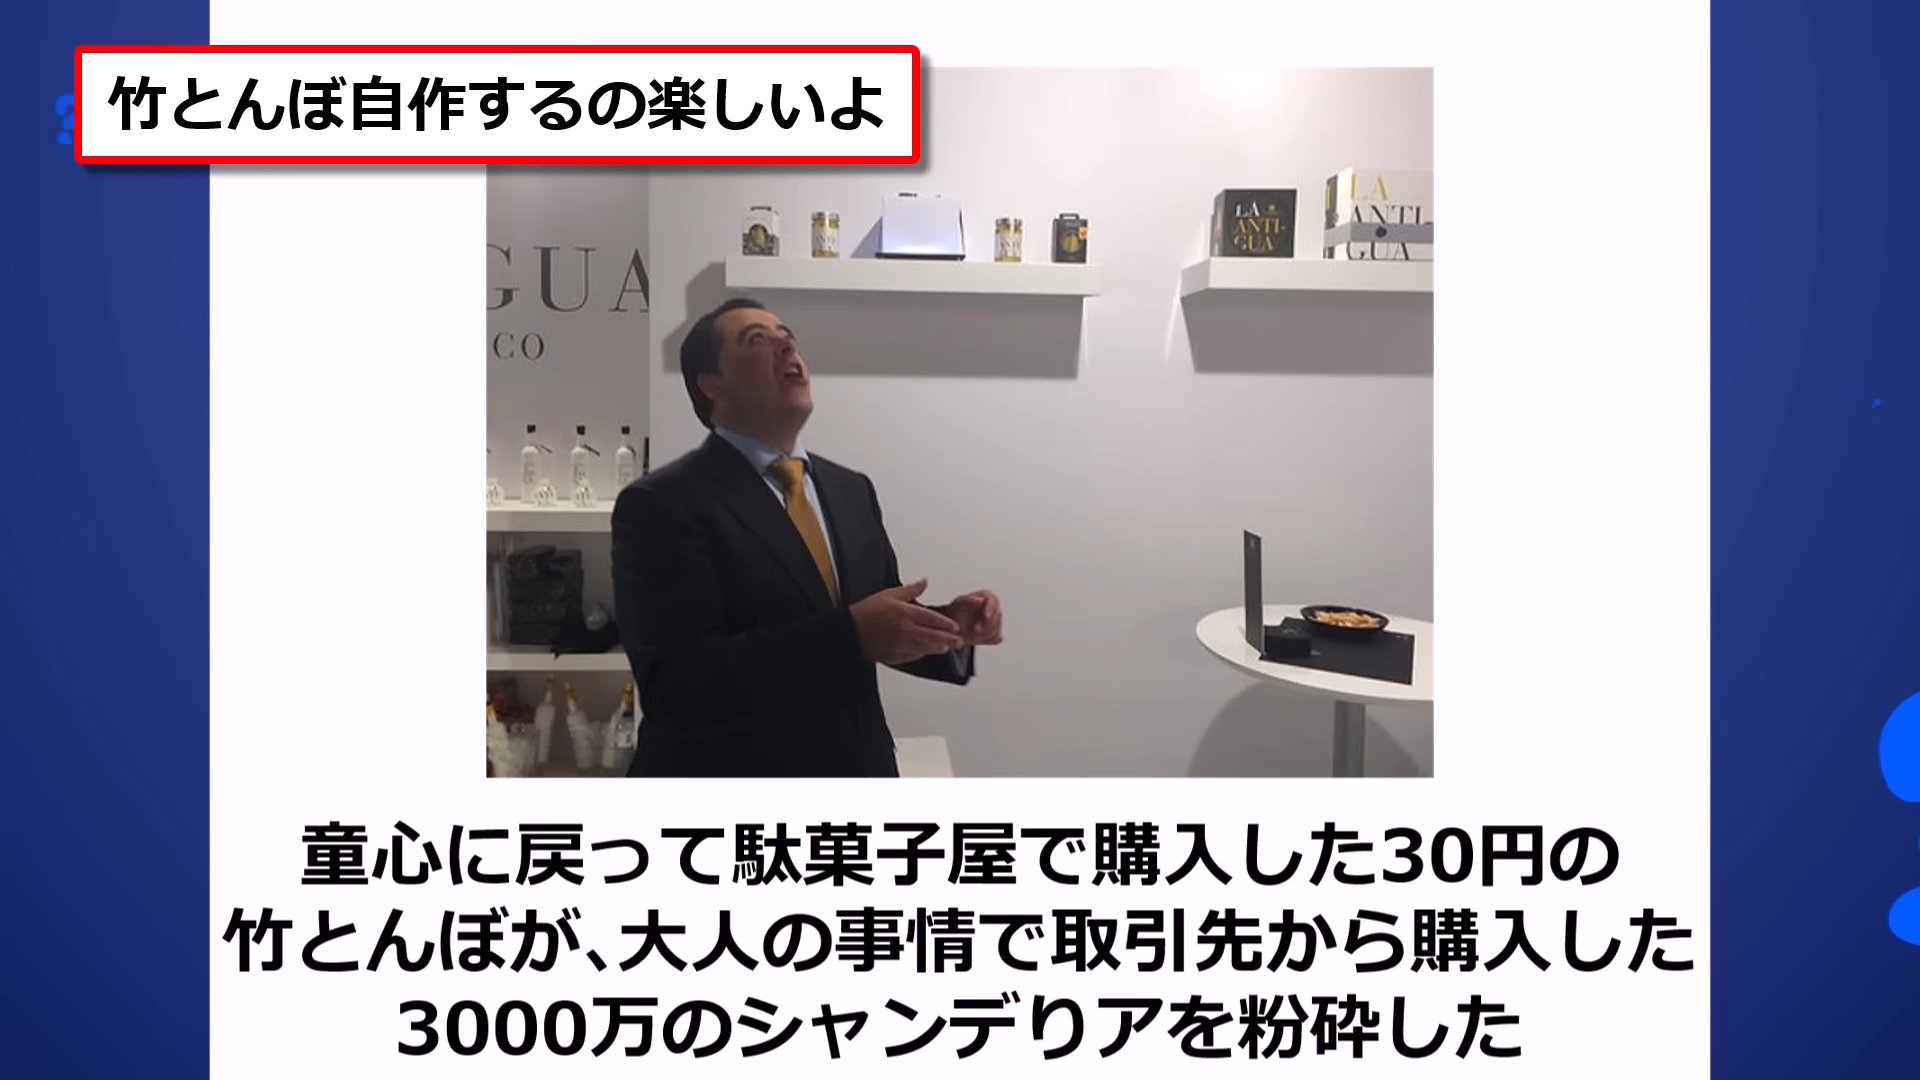 竹とんぼ自作するの楽しいよ
GUA
CO
LA
ANTI-
GUA
LA
ANTI-
GUA
童心に戻って駄菓子屋で購入した30円の
竹とんぼが､大人の事情で取引先から購入した
3000万のシャンデりアを粉砕した